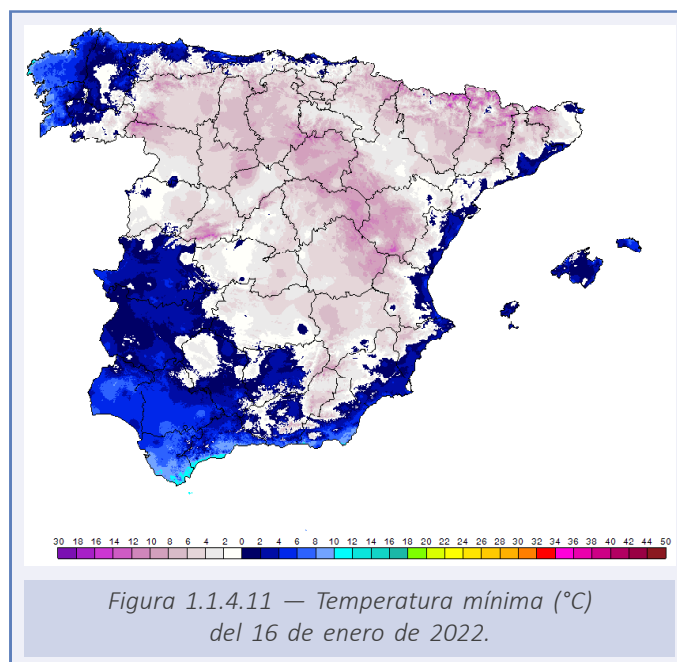 30 18 16 14 12 10 8 6 4 2 0 2 4 6 8 10 12 14 16 18 20 22 24 26 28 30 32 34 36 38 40 42 44 46 50
Figura 1.1.4.11 — Temperatura mínima (°C)
del 16 de enero de 2022.